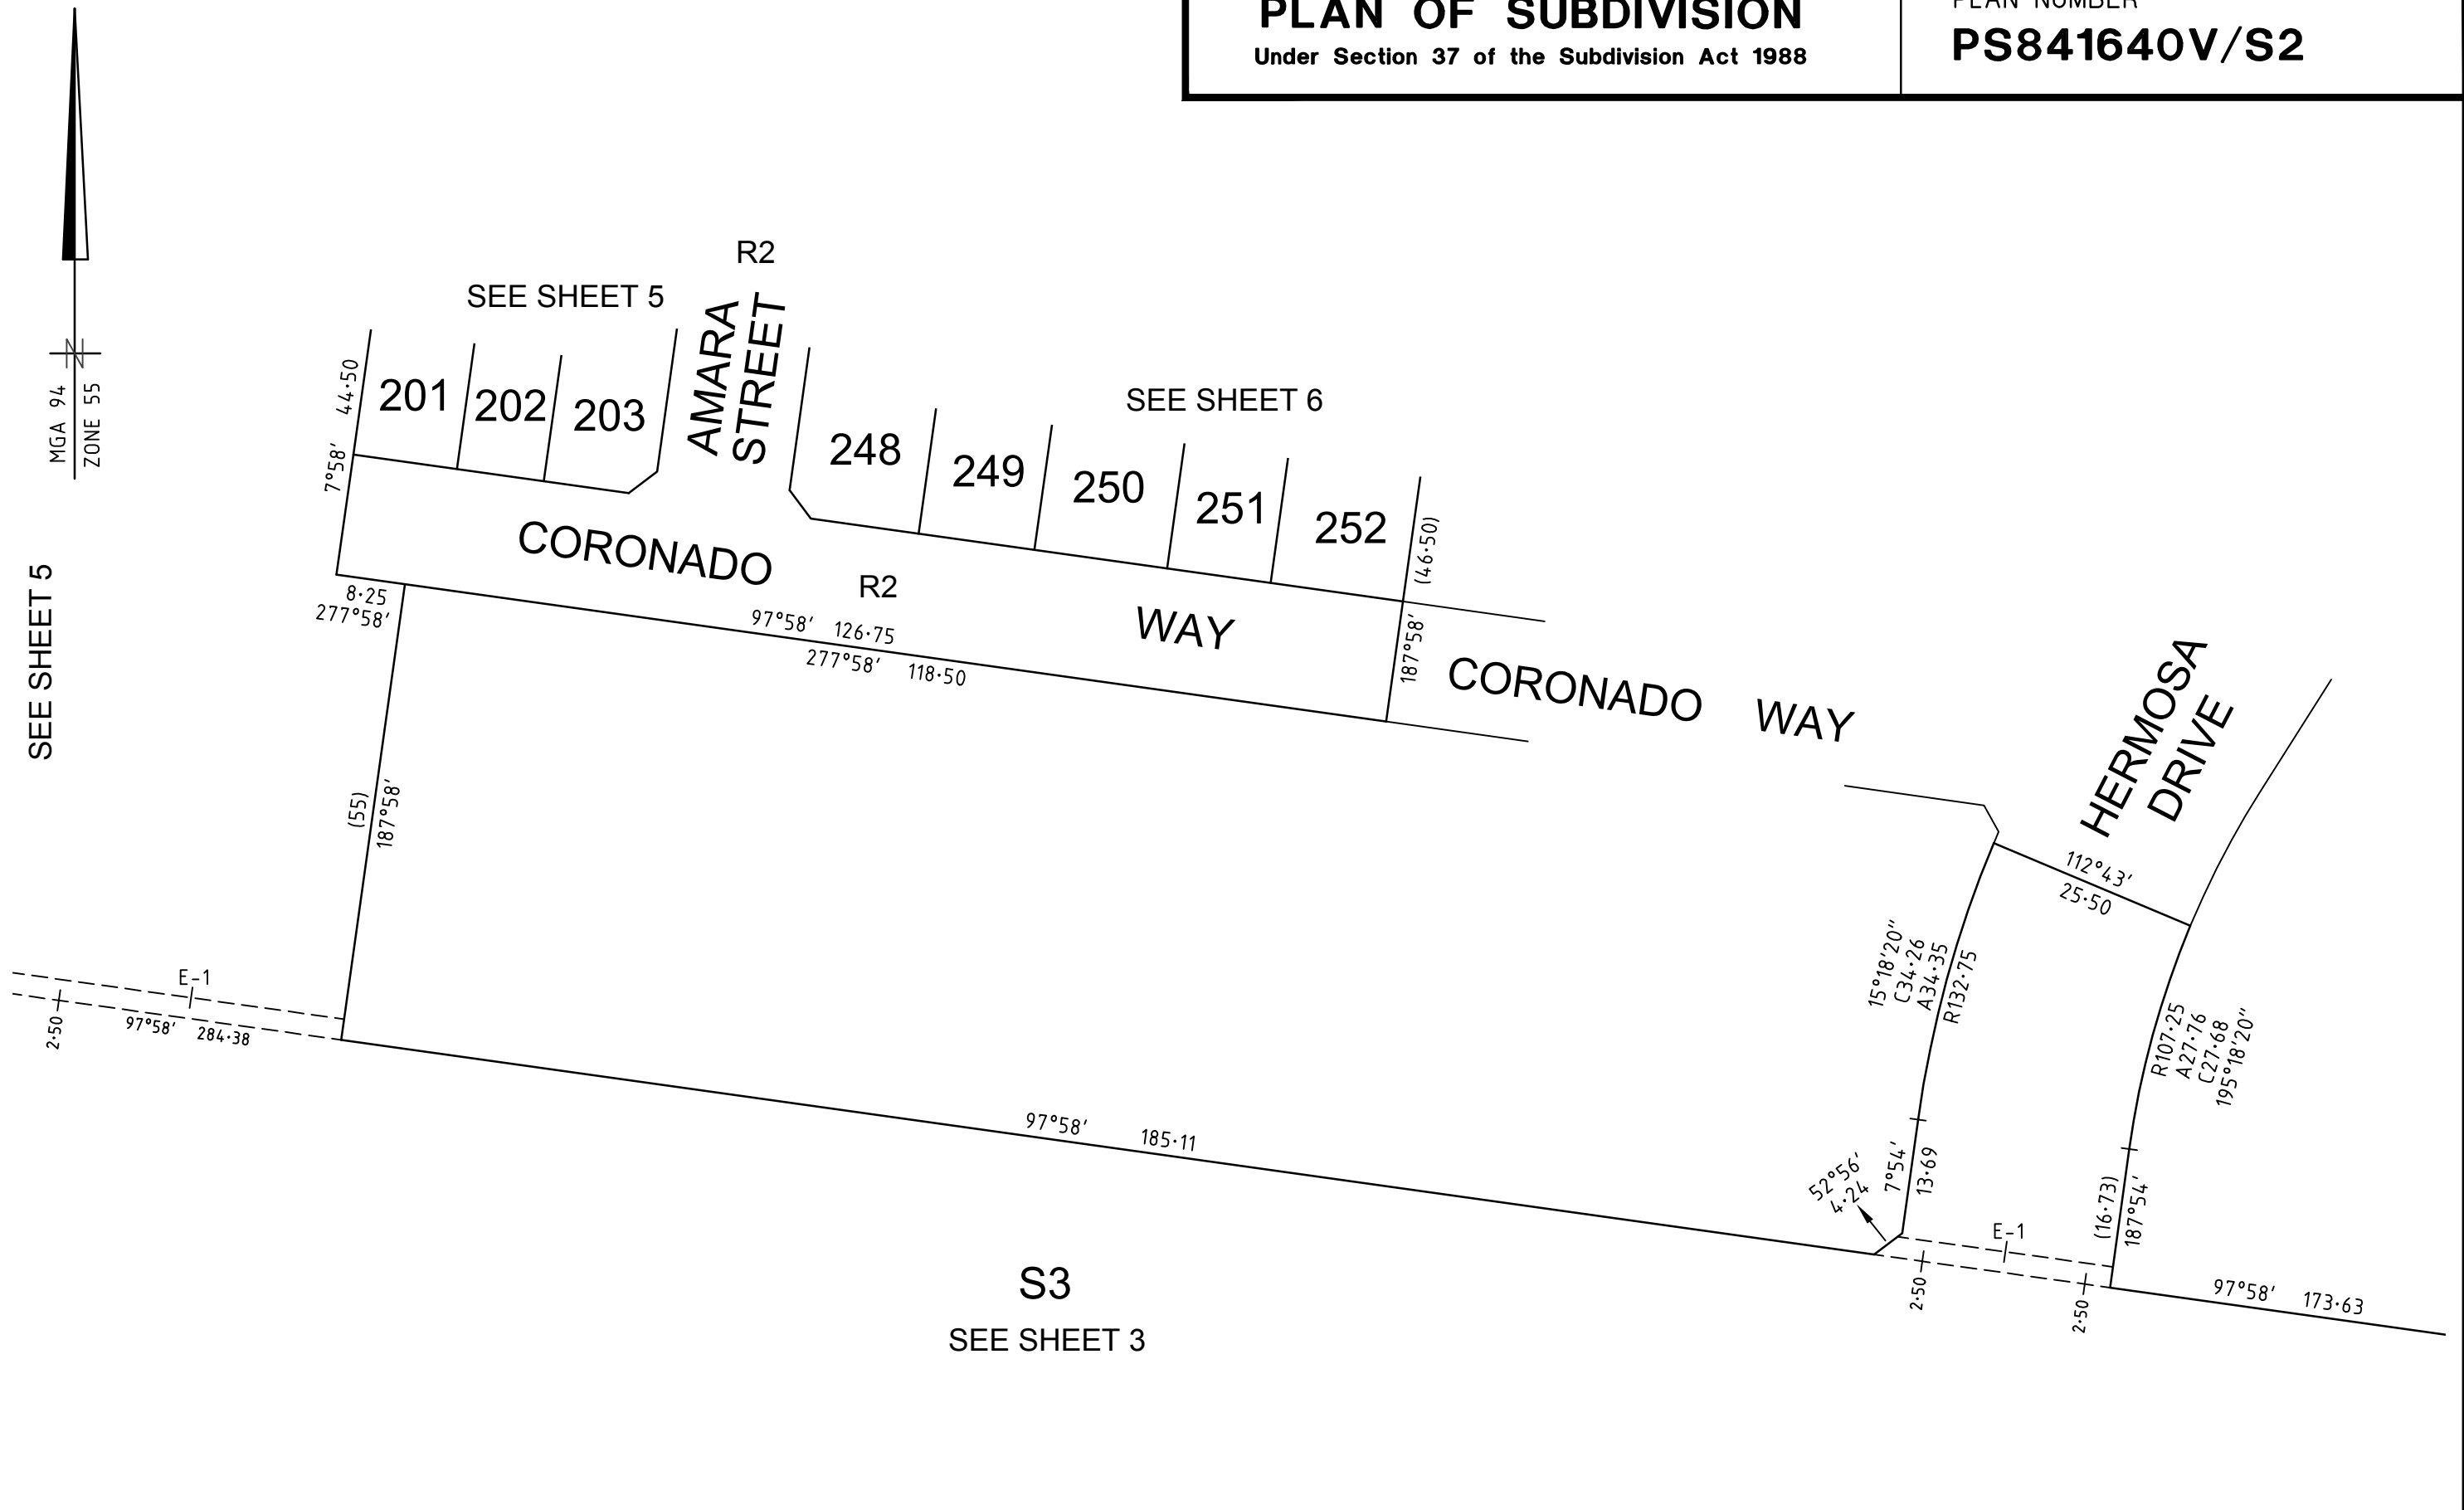 PLAN OF SUBDIVISION
Under Section 37 of the Subdivision Act 1988
PLAN NUMBER
PS841640V/S2
N
MGA 94
ZONE 55
R2
SEE SHEET 5
AMARA
STREET
SEE SHEET 6
201
202
203
248
249
250
251
252
7°58' 44·50
(46·50)
187°58'
CORONADO
R2
WAY
8·25
277°58'
97°58' 126·75
277°58' 118·50
CORONADO WAY
HERMOSA
DRIVE
SEE SHEET 5
(55)
187°58'
112°43'
25·50
15°18'20"
C34·26
A34·35
R132·75
R107·25
A27·76
C27·68
195°18'20"
E-1
2·50
97°58' 284·38
97°58' 185·11
52°56'
4·24
7°54'
13·69
(16·73)
187°54'
E-1
2·50
2·50
97°58' 173·63
S3
SEE SHEET 3